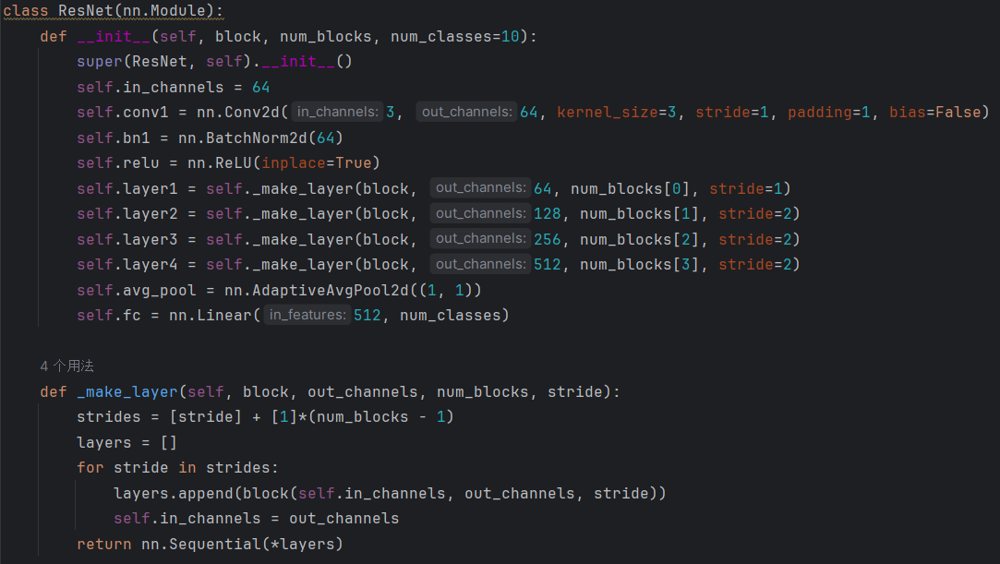 class ResNet(nn.Module):
    def __init__(self, block, num_blocks, num_classes=10):
        super(ResNet, self).__init__()
        self.in_channels = 64
        self.conv1 = nn.Conv2d( in_channels: 3,  out_channels: 64, kernel_size=3, stride=1, padding=1, bias=False)
        self.bn1 = nn.BatchNorm2d(64)
        self.relu = nn.ReLU(inplace=True)
        self.layer1 = self._make_layer(block,  out_channels: 64, num_blocks[0], stride=1)
        self.layer2 = self._make_layer(block,  out_channels: 128, num_blocks[1], stride=2)
        self.layer3 = self._make_layer(block,  out_channels: 256, num_blocks[2], stride=2)
        self.layer4 = self._make_layer(block,  out_channels: 512, num_blocks[3], stride=2)
        self.avg_pool = nn.AdaptiveAvgPool2d((1, 1))
        self.fc = nn.Linear( in_features: 512, num_classes)
    4 个用法
    def _make_layer(self, block, out_channels, num_blocks, stride):
        strides = [stride] + [1]*(num_blocks - 1)
        layers = []
        for stride in strides:
            layers.append(block(self.in_channels, out_channels, stride))
            self.in_channels = out_channels
        return nn.Sequential(*layers)